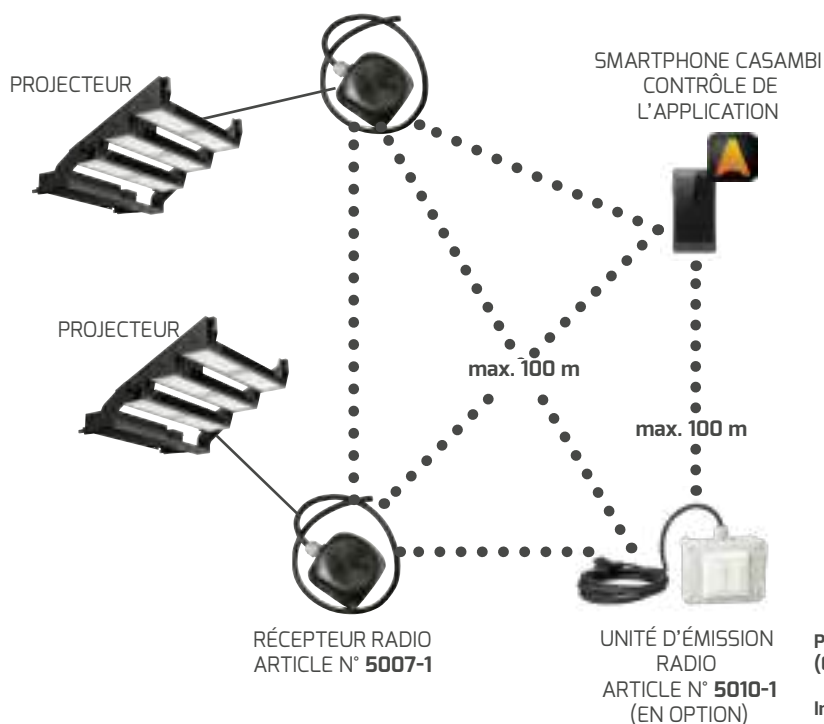 PROJECTEUR
SMARTPHONE CASAMBI
CONTRÔLE DE
L'APPLICATION
PROJECTEUR
max. 100 m
max. 100 m
RÉCEPTEUR RADIO
ARTICLE N° 5007-1
UNITÉ D'ÉMISSION
RADIO
ARTICLE N° 5010-1
(EN OPTION)